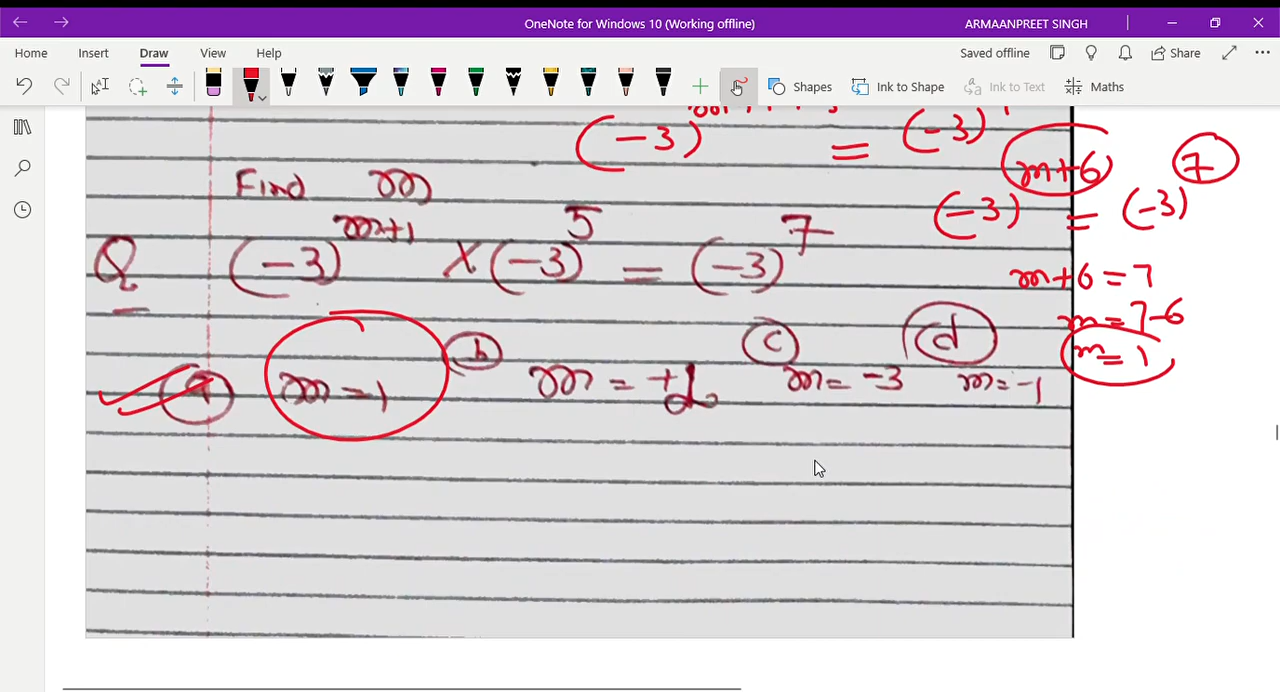 OneNote for Windows 10 (Working offline)
ARMAANPREET SINGH
Home Insert Draw View Help
Saved offline
Share
Shapes
Ink to Shape
Ink to Text
Maths
(-3) = (-3)
Find m
(-3)^{m+6} = (-3)^7
Q (-3)^{m+1} × (-3)^5 = (-3)^7
m+6=7
m=7-6
m=1
a m=1 b m=+2 c m=-3 d m=-1